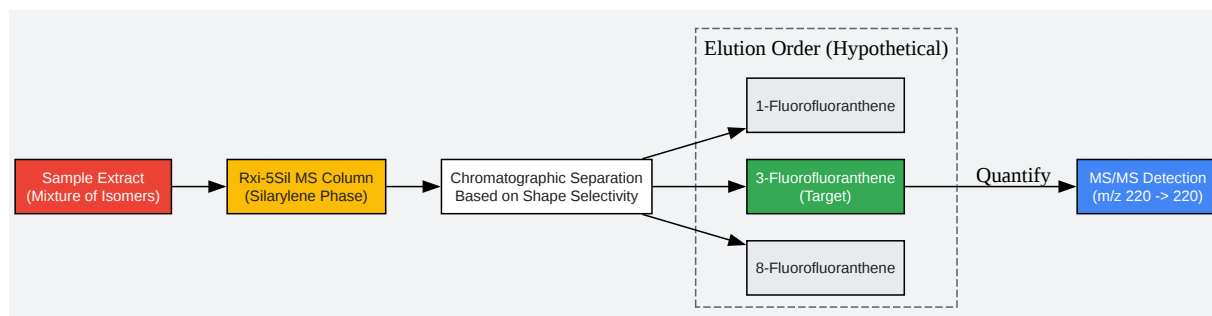 Elution Order (Hypothetical)
1-Fluorofluoranthene
Sample Extract
(Mixture of Isomers)
Rxi-5Sil MS Column
(Silarylene Phase)
Chromatographic Separation
Based on Shape Selectivity
3-Fluorofluoranthene
(Target)
Quantify
MS/MS Detection
(m/z 220 -> 220)
8-Fluorofluoranthene